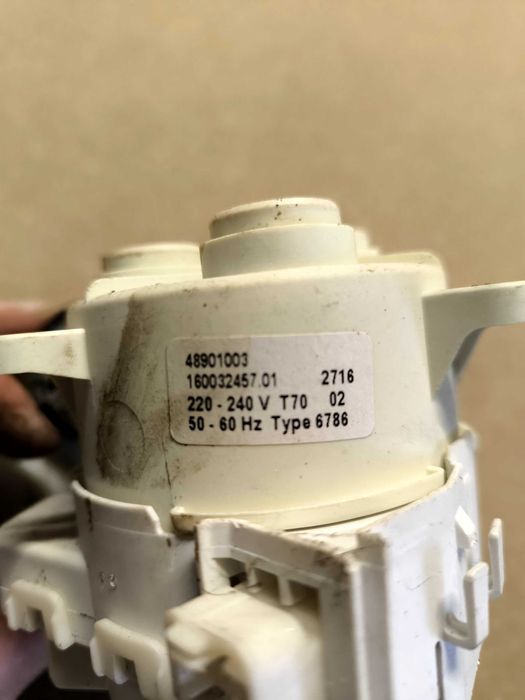 48901003
160032457.01 2716
220 - 240 V T70 02
50 - 60 Hz Type 6786